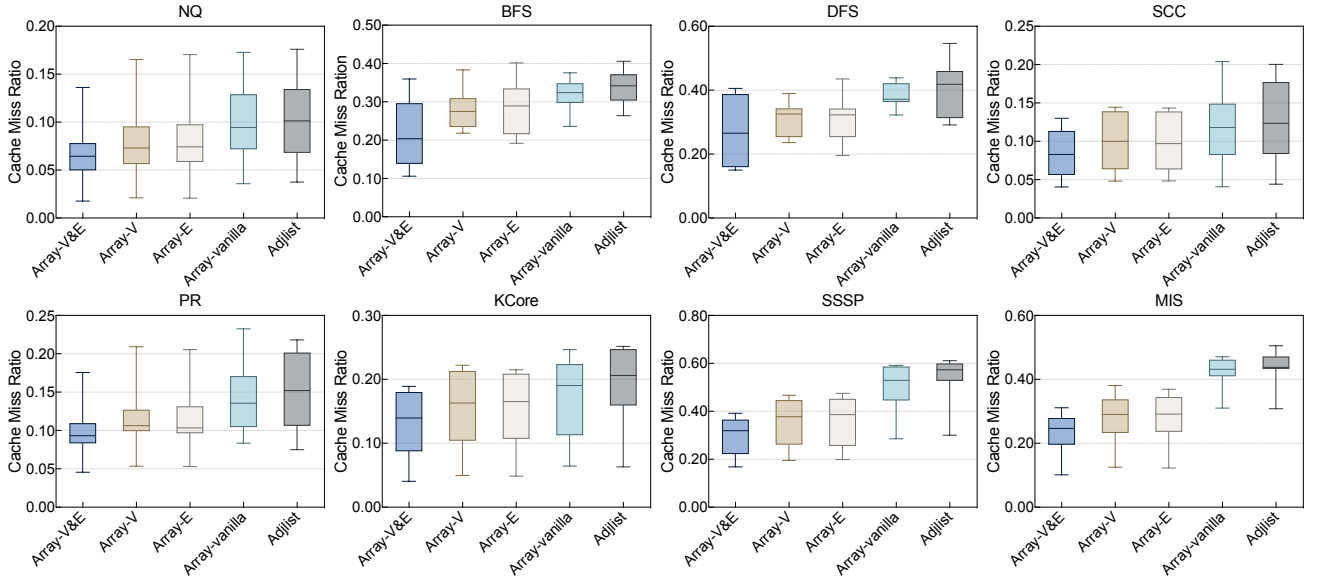 NQ
Cache Miss Ratio
0.20
0.15
0.10
0.05
0.00
Array-V&E
Array-V
Array-E
Array-vanilla
Adjlist
BFS
Cache Miss Ration
0.50
0.40
0.30
0.20
0.10
0.00
Array-V&E
Array-V
Array-E
Array-vanilla
Adjlist
DFS
Cache Miss Ratio
0.60
0.40
0.20
0.00
Array-V&E
Array-V
Array-E
Array-vanilla
Adjlist
SCC
Cache Miss Ratio
0.25
0.20
0.15
0.10
0.05
0.00
Array-V&E
Array-V
Array-E
Array-vanilla
Adjlist
PR
Cache Miss Ratio
0.25
0.20
0.15
0.10
0.05
0.00
Array-V&E
Array-V
Array-E
Array-vanilla
Adjlist
KCore
Cache Miss Ratio
0.30
0.20
0.10
0.00
Array-V&E
Array-V
Array-E
Array-vanilla
Adjlist
SSSP
Cache Miss Ratio
0.80
0.60
0.40
0.20
0.00
Array-V&E
Array-V
Array-E
Array-vanilla
Adjlist
MIS
Cache Miss Ratio
0.60
0.40
0.20
0.00
Array-V&E
Array-V
Array-E
Array-vanilla
Adjlist